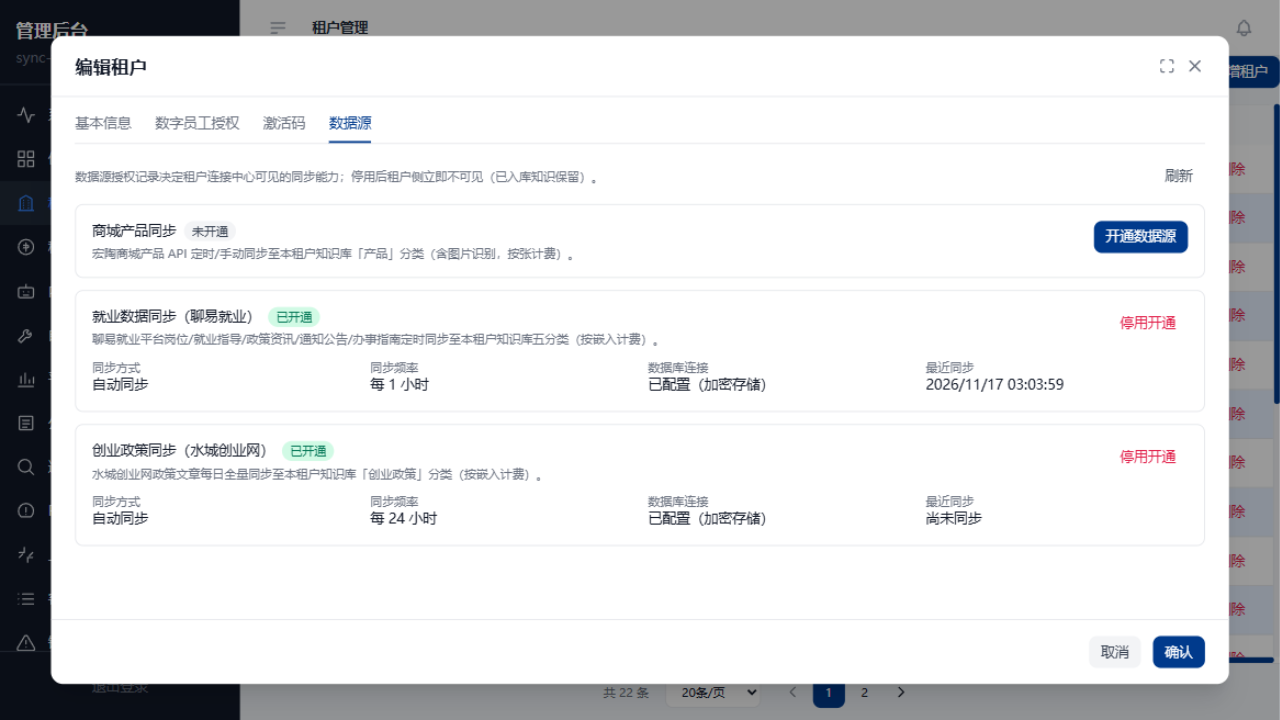 管理后台
sync-
租户管理
增租户
编辑租户
基本信息
数字员工授权
激活码
数据源
数据源授权记录决定租户连接中心可见的同步能力；停用后租户侧立即不可见（已入库知识保留）。
刷新
商城产品同步
未开通
宏陶商城产品 API 定时/手动同步至本租户知识库「产品」分类（含图片识别，按张计费）。
开通数据源
就业数据同步（聊易就业）
已开通
聊易就业平台岗位/就业指导/政策资讯/通知公告/办事指南定时同步至本租户知识库五分类（按嵌入计费）。
停用开通
同步方式
同步频率
数据库连接
最近同步
自动同步
每 1 小时
已配置（加密存储）
2026/11/17 03:03:59
创业政策同步（水城创业网）
已开通
水城创业网政策文章每日全量同步至本租户知识库「创业政策」分类（按嵌入计费）。
停用开通
同步方式
同步频率
数据库连接
最近同步
自动同步
每 24 小时
已配置（加密存储）
尚未同步
取消
确认
退出登录
共 22 条
20条/页
1
2